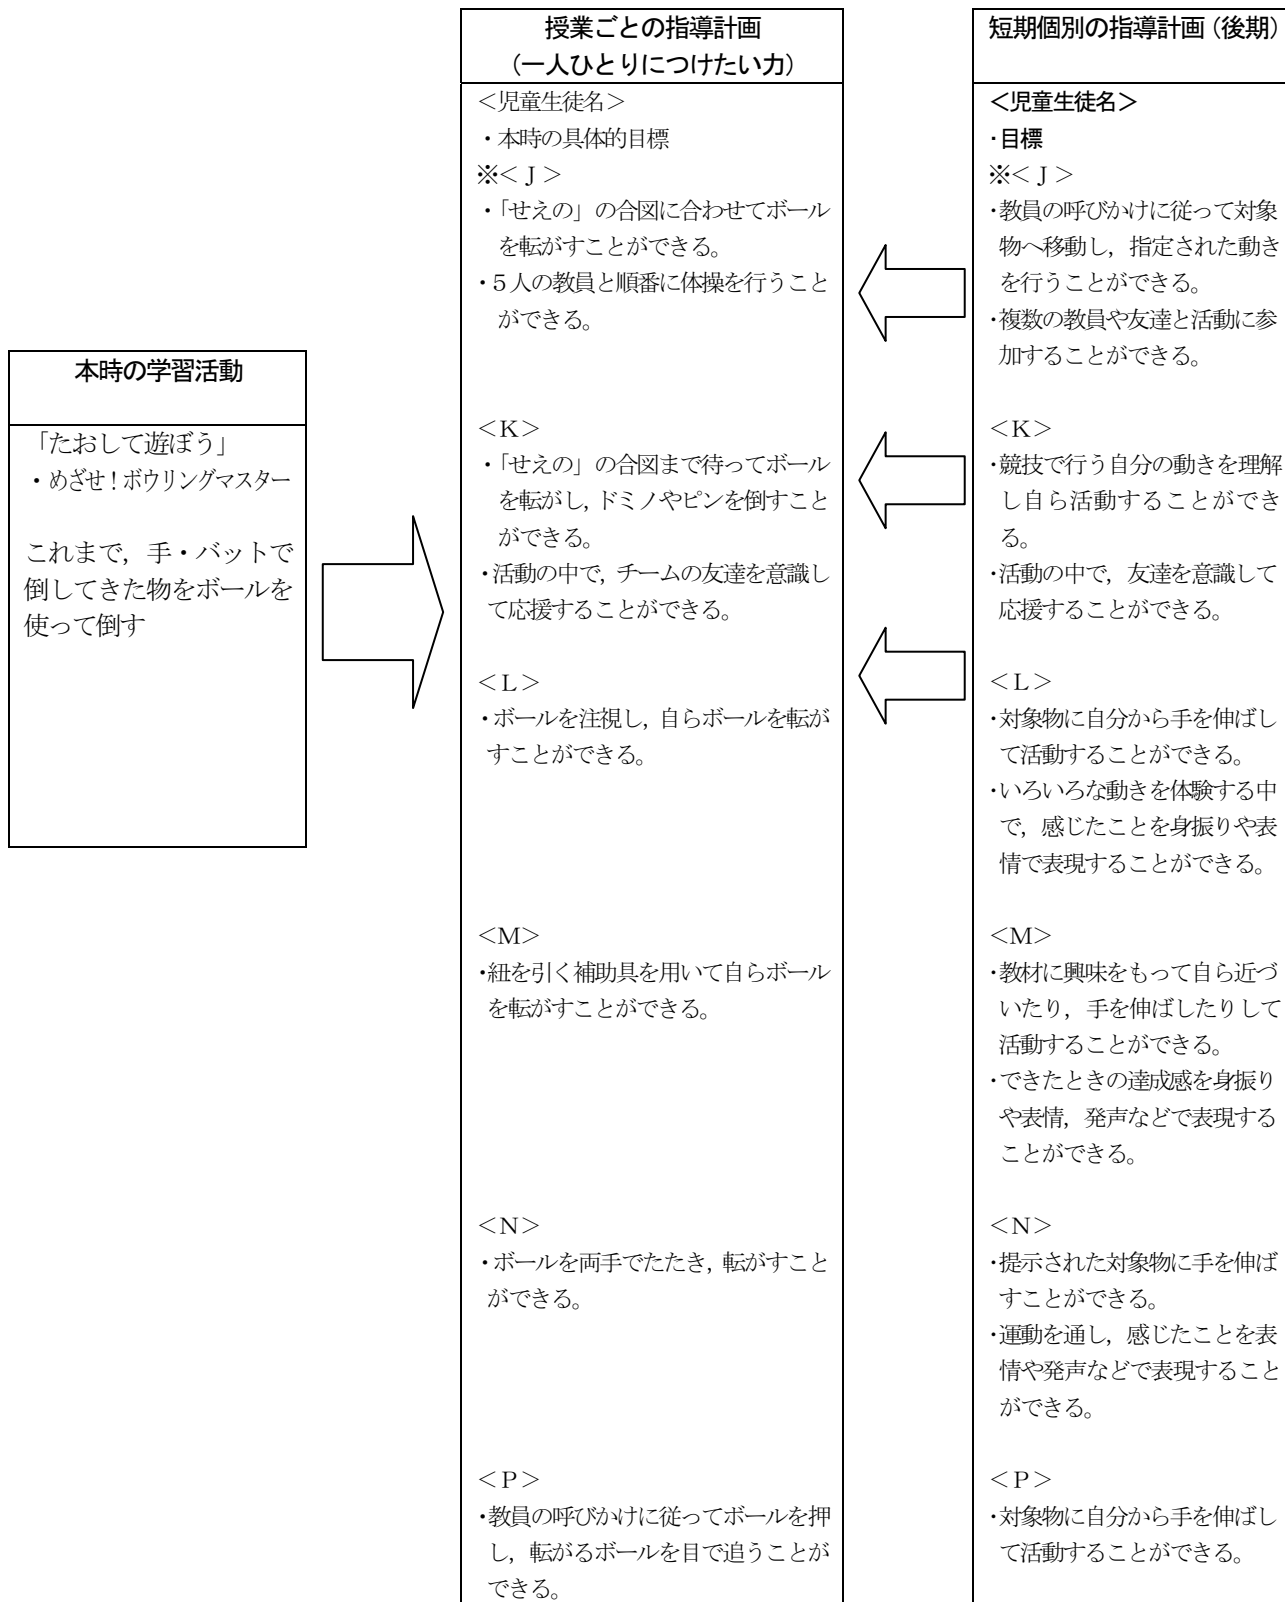 本時の学習活動
「たおして遊ぼう」
・めざせ！ボウリングマスター
これまで，手・バットで
倒してきた物をボールを
使って倒す
授業ごとの指導計画
（一人ひとりにつけたい力）
＜児童生徒名＞
・本時の具体的目標
※＜Ｊ＞
・「せえの」の合図に合わせてボール
を転がすことができる。
・５人の教員と順番に体操を行うこと
ができる。
＜Ｋ＞
・「せえの」の合図まで待ってボール
を転がし，ドミノやピンを倒すこと
ができる。
・活動の中で，チームの友達を意識し
て応援することができる。
＜Ｌ＞
・ボールを注視し，自らボールを転が
すことができる。
＜Ｍ＞
・紐を引く補助具を用いて自らボール
を転がすことができる。
＜Ｎ＞
・ボールを両手でたたき，転がすこと
ができる。
＜Ｐ＞
・教員の呼びかけに従ってボールを押
し，転がるボールを目で追うことが
できる。
短期個別の指導計画（後期）
＜児童生徒名＞
・目標
※＜Ｊ＞
・教員の呼びかけに従って対象
物へ移動し，指定された動き
を行うことができる。
・複数の教員や友達と活動に参
加することができる。
＜Ｋ＞
・競技で行う自分の動きを理解
し自ら活動することができ
る。
・活動の中で，友達を意識して
応援することができる。
＜Ｌ＞
・対象物に自分から手を伸ばし
て活動することができる。
・いろいろな動きを体験する中
で，感じたことを身振りや表
情で表現することができる。
＜Ｍ＞
・教材に興味をもって自ら近づ
いたり，手を伸ばしたりして
活動することができる。
・できたときの達成感を身振り
や表情，発声などで表現する
ことができる。
＜Ｎ＞
・提示された対象物に手を伸ば
すことができる。
・運動を通し，感じたことを表
情や発声などで表現すること
ができる。
＜Ｐ＞
・対象物に自分から手を伸ばし
て活動することができる。